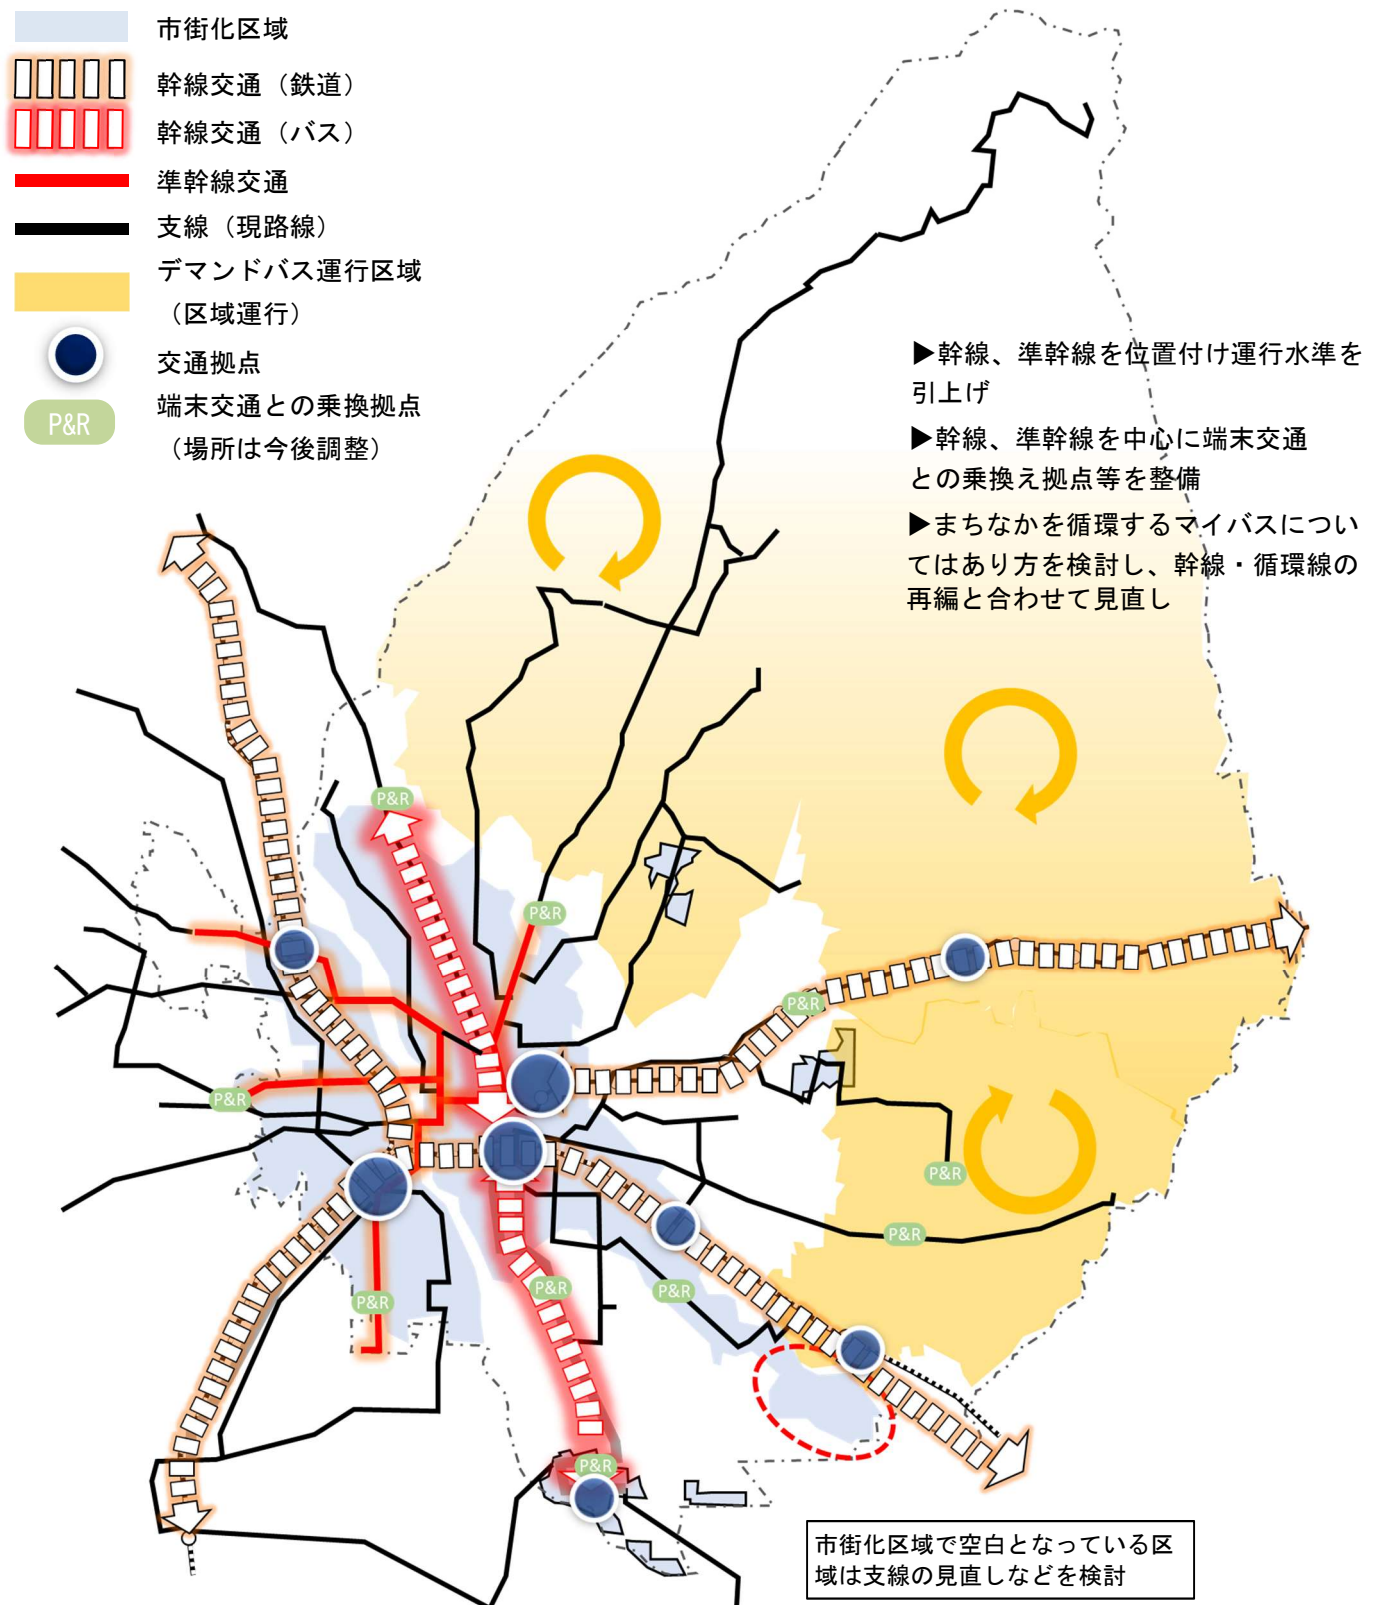 市街化区域
幹線交通（鉄道）
幹線交通（バス）
準幹線交通
支線（現路線）
デマンドバス運行区域
（区域運行）
交通拠点
P&R
端末交通との乗換拠点
（場所は今後調整）
▶幹線、準幹線を位置付け運行水準を
引上げ
▶幹線、準幹線を中心に端末交通
との乗換え拠点等を整備
▶まちなかを循環するマイバスについ
てはあり方を検討し、幹線・循環線の
再編と合わせて見直し
P&R
P&R
P&R
P&R
P&R
P&R
P&R
P&R
P&R
P&R
市街化区域で空白となっている区
域は支線の見直しなどを検討